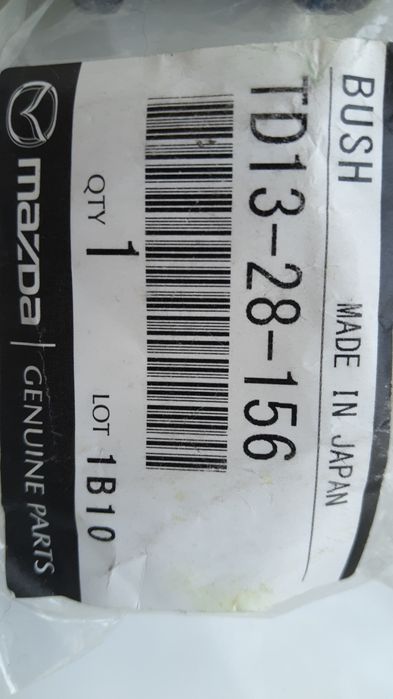 BUSH MADE IN JAPAN
TD13-28-156
QTY 1 LOT 1B10
mazda | GENUINE PARTS